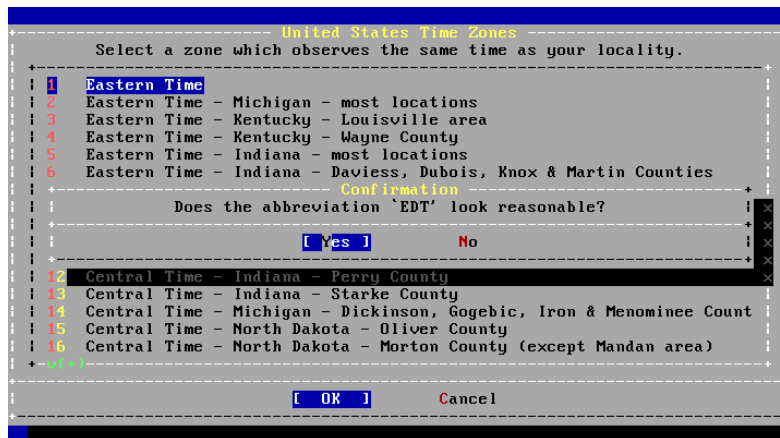 United States Time Zones
Select a zone which observes the same time as your locality.
1 Eastern Time
2 Eastern Time - Michigan - most locations
3 Eastern Time - Kentucky - Louisville area
4 Eastern Time - Kentucky - Wayne County
5 Eastern Time - Indiana - most locations
6 Eastern Time - Indiana - Daviess, Dubois, Knox & Martin Counties
Confirmation
Does the abbreviation `EDT' look reasonable?
[ Yes ] No
12 Central Time - Indiana - Perry County
13 Central Time - Indiana - Starke County
14 Central Time - Michigan - Dickinson, Gogebic, Iron & Menominee Count
15 Central Time - North Dakota - Oliver County
16 Central Time - North Dakota - Morton County (except Mandan area)
v(+)
[ OK ] Cancel